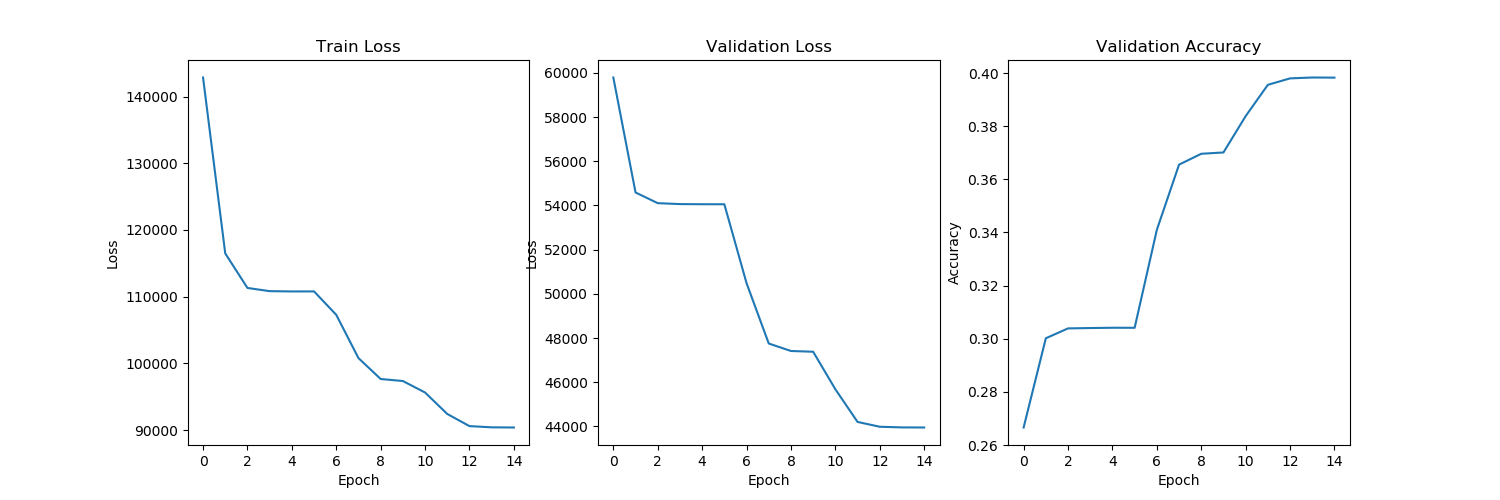 Train Loss
140000
130000
120000
110000
100000
90000
Loss
0 2 4 6 8 10 12 14
Epoch
Validation Loss
60000
58000
56000
54000
52000
50000
48000
46000
44000
Loss
0 2 4 6 8 10 12 14
Epoch
Validation Accuracy
0.40
0.38
0.36
0.34
0.32
0.30
0.28
0.26
Accuracy
0 2 4 6 8 10 12 14
Epoch